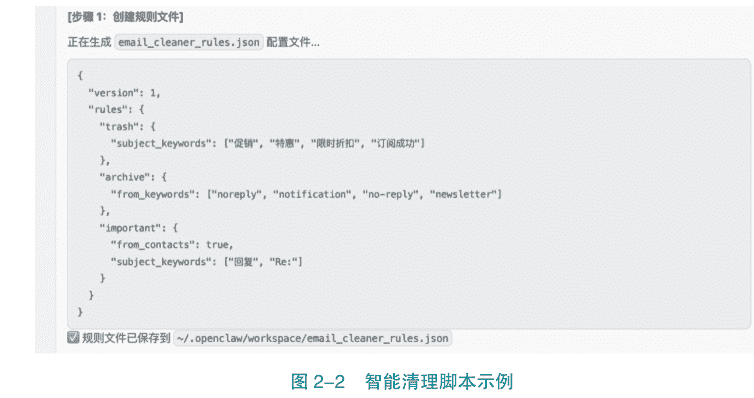 [步骤 1：创建规则文件]
正在生成 email_cleaner_rules.json 配置文件...
{
  "version": 1,
  "rules": {
    "trash": {
      "subject_keywords": ["促销", "特惠", "限时折扣", "订阅成功"]
    },
    "archive": {
      "from_keywords": ["noreply", "notification", "no-reply", "newsletter"]
    },
    "important": {
      "from_contacts": true,
      "subject_keywords": ["回复", "Re:"]
    }
  }
}
☑ 规则文件已保存到 ~/.openclaw/workspace/email_cleaner_rules.json
图 2-2 智能清理脚本示例